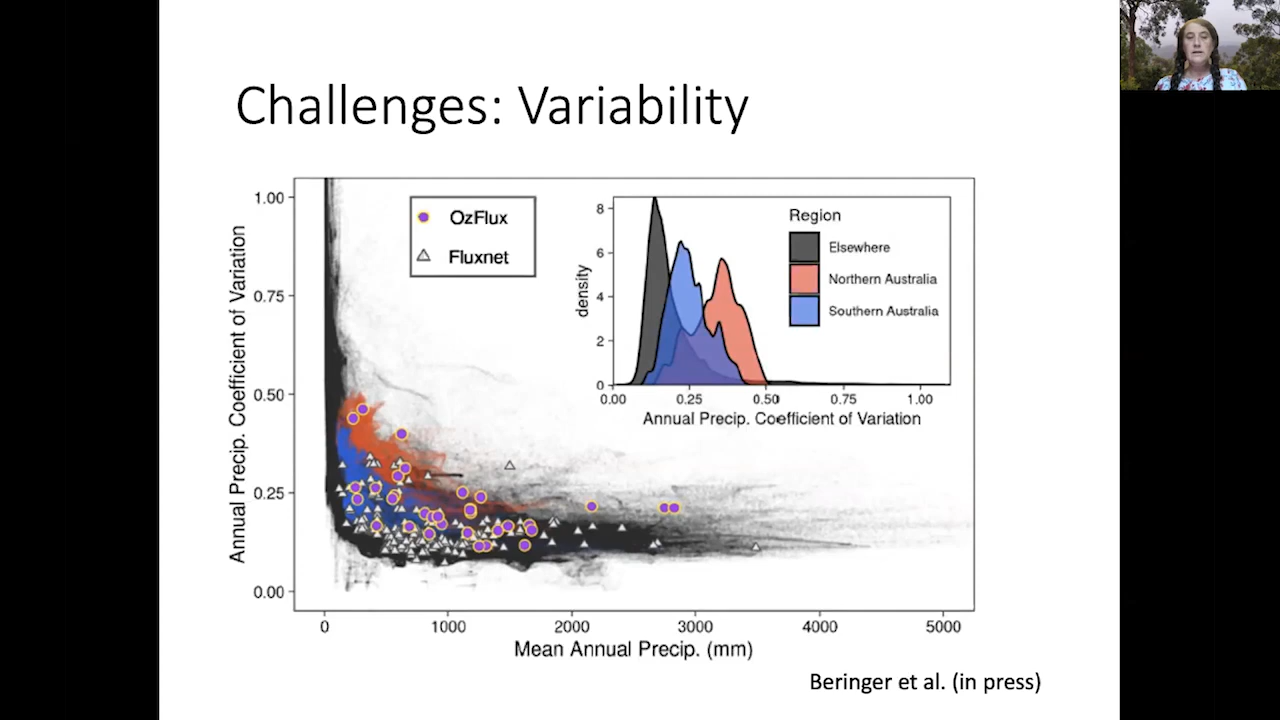 Challenges: Variability
Annual Precip. Coefficient of Variation
1.00
0.75
0.50
0.25
0.00
OzFlux
Fluxnet
density
8
6
4
2
0
0.00 0.25 0.50 0.75 1.00
Annual Precip. Coefficient of Variation
Region
Elsewhere
Northern Australia
Southern Australia
0 1000 2000 3000 4000 5000
Mean Annual Precip. (mm)
Beringer et al. (in press)